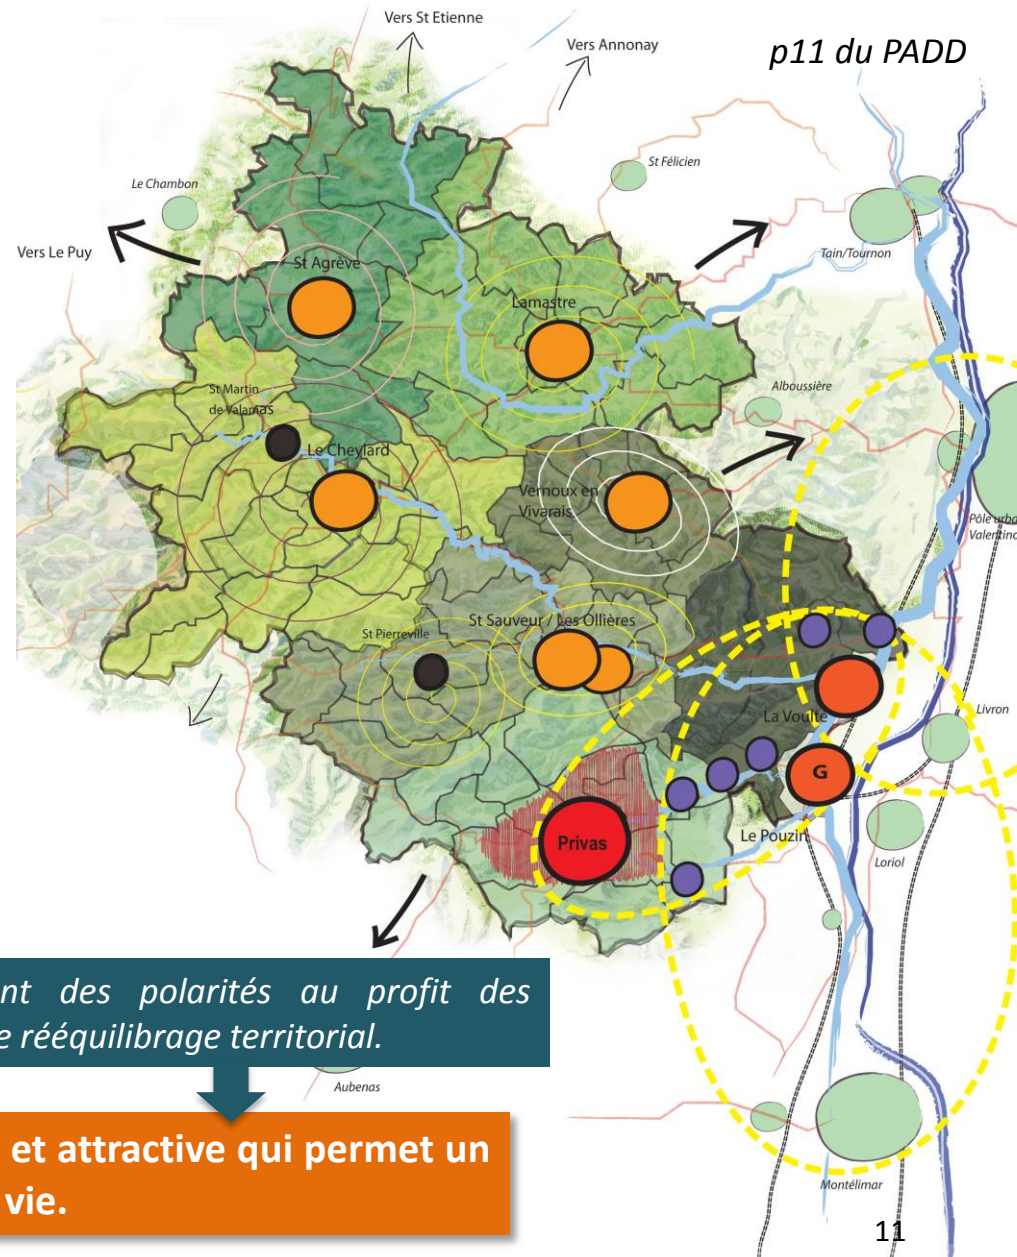 Vers St Etienne
p11 du PADD
Vers Annonay
St Félicien
Le Chambon
Vers Le Puy
St Agrève
Tain/Tournon
Lamastre
Alboussière
St Martin
de Valamas
Le Cheylard
Vernoux en
Vivarais
Pôle urba
Valentino
St Sauveur / Les Ollières
St Pierreville
La Voulte
Livron
G
Le Pouzin
Privas
Loriol
nt des polarités au profit des
e rééquilibrage territorial.
Aubenas
et attractive qui permet un
vie.
Montélimar
11